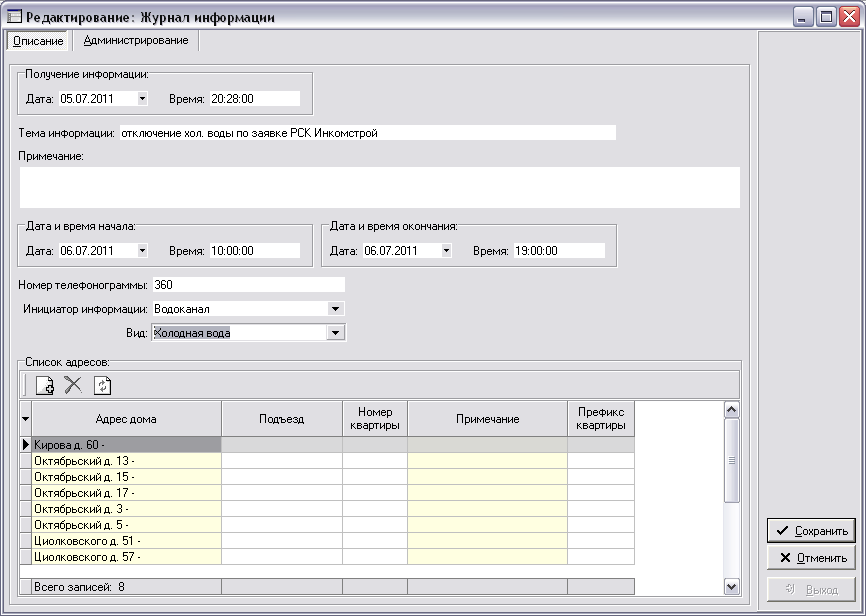 Редактирование: Журнал информации
Описание Администрирование
Получение информации:
Дата: 05.07.2011 Время: 20:28:00
Тема информации: отключение хол. воды по заявке РСК Инкомстрой
Примечание:
Дата и время начала: Дата и время окончания:
Дата: 06.07.2011 Время: 10:00:00 Дата: 06.07.2011 Время: 19:00:00
Номер телефонограммы: 360
Инициатор информации: Водоканал
Вид: Холодная вода
Список адресов:
Адрес дома Подъезд Номер квартиры Примечание Префикс квартиры
Кирова д. 60 -
Октябрьский д. 13 -
Октябрьский д. 15 -
Октябрьский д. 17 -
Октябрьский д. 3 -
Октябрьский д. 5 -
Циолковского д. 51 -
Циолковского д. 57 -
Всего записей: 8
Сохранить
Отменить
Выход